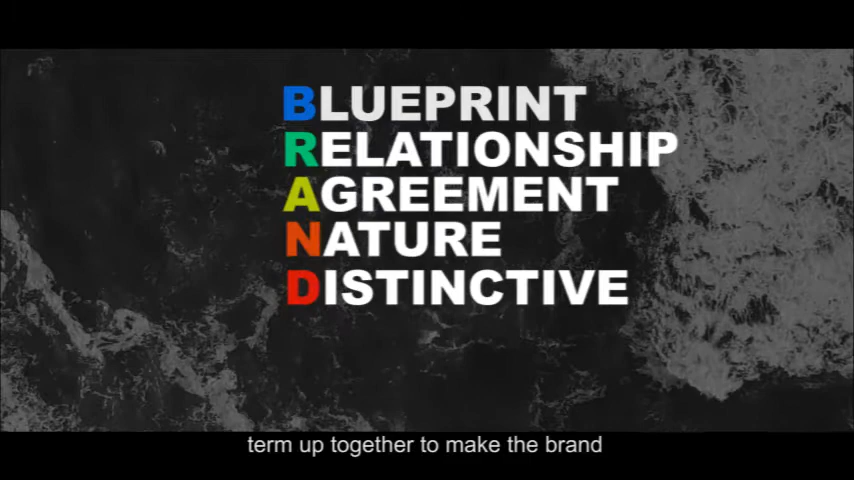 BLUEPRINT
RELATIONSHIP
AGREEMENT
NATURE
DISTINCTIVE
term up together to make the brand